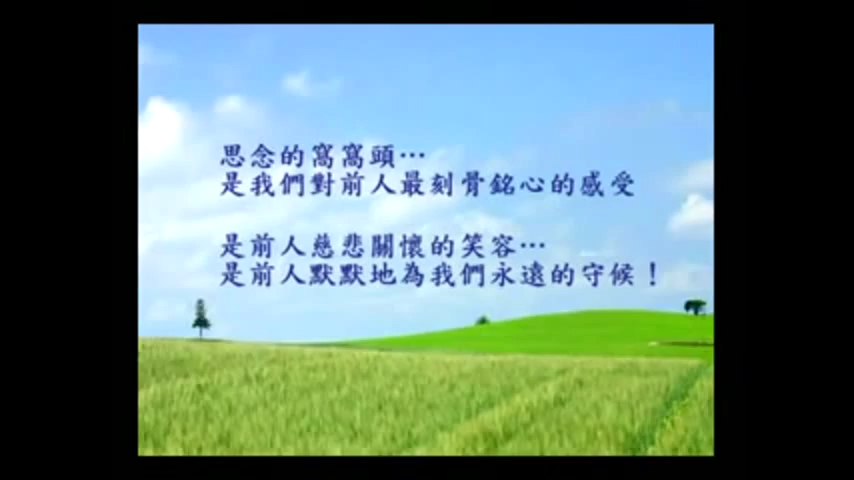 思念的窩窩頭…
是我們對前人最刻骨銘心的感受
是前人慈悲關懷的笑容…
是前人默默地為我們永遠的守候！